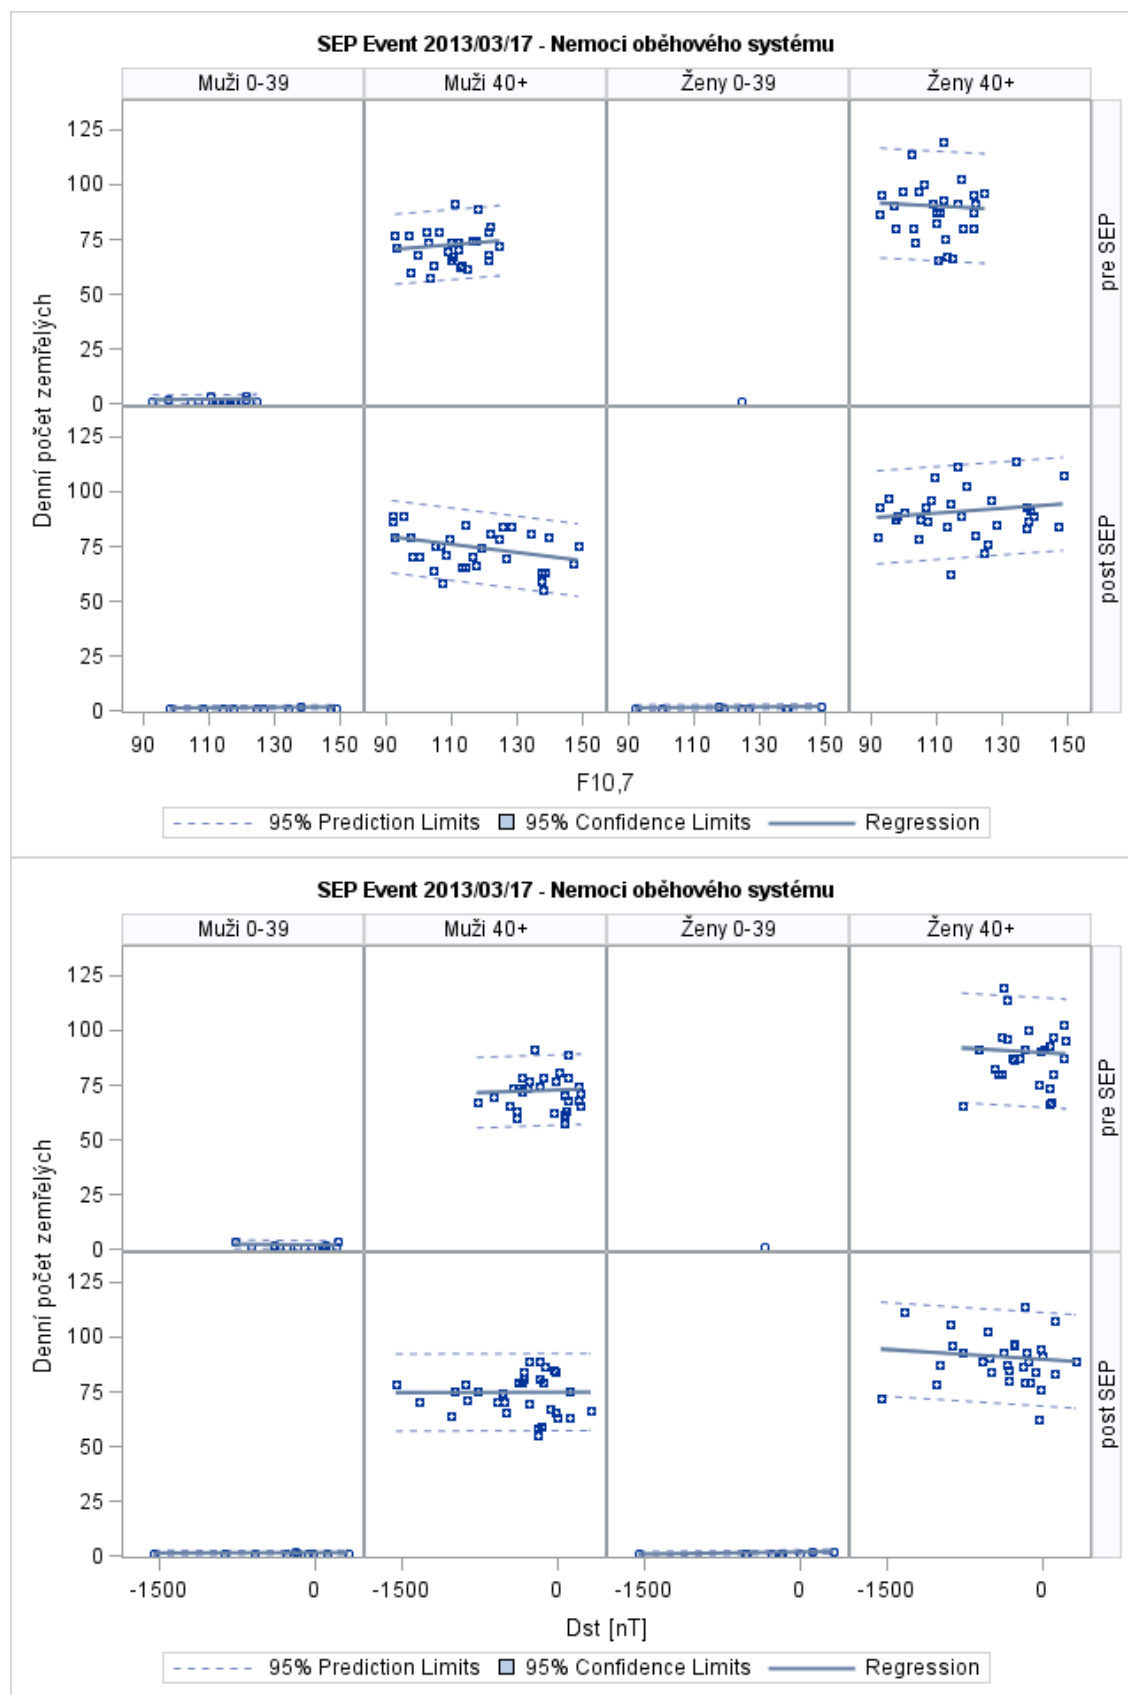 SEP Event 2013/03/17 - Nemoci oběhového systému
Muži 0-39 Muži 40+ Ženy 0-39 Ženy 40+
Denní počet zemřelých
125
100
75
50
25
0
pre SEP
125
100
75
50
25
0
post SEP
90 110 130 150 90 110 130 150 90 110 130 150 90 110 130 150
F10,7
95% Prediction Limits 95% Confidence Limits Regression
SEP Event 2013/03/17 - Nemoci oběhového systému
Muži 0-39 Muži 40+ Ženy 0-39 Ženy 40+
Denní počet zemřelých
125
100
75
50
25
0
pre SEP
125
100
75
50
25
0
post SEP
-1500 0 -1500 0 -1500 0 -1500 0
Dst [nT]
95% Prediction Limits 95% Confidence Limits Regression